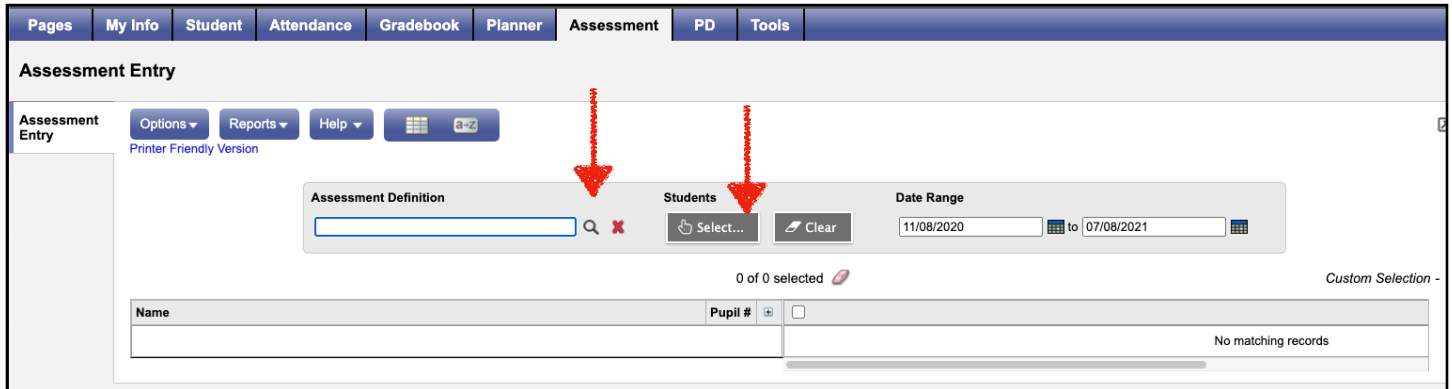 Pages My Info Student Attendance Gradebook Planner Assessment PD Tools
Assessment Entry
Assessment
Entry
Options Reports Help a-z
Printer Friendly Version
Assessment Definition Students Date Range
Select... Clear 11/08/2020 to 07/08/2021
0 of 0 selected Custom Selection -
Name Pupil #
No matching records